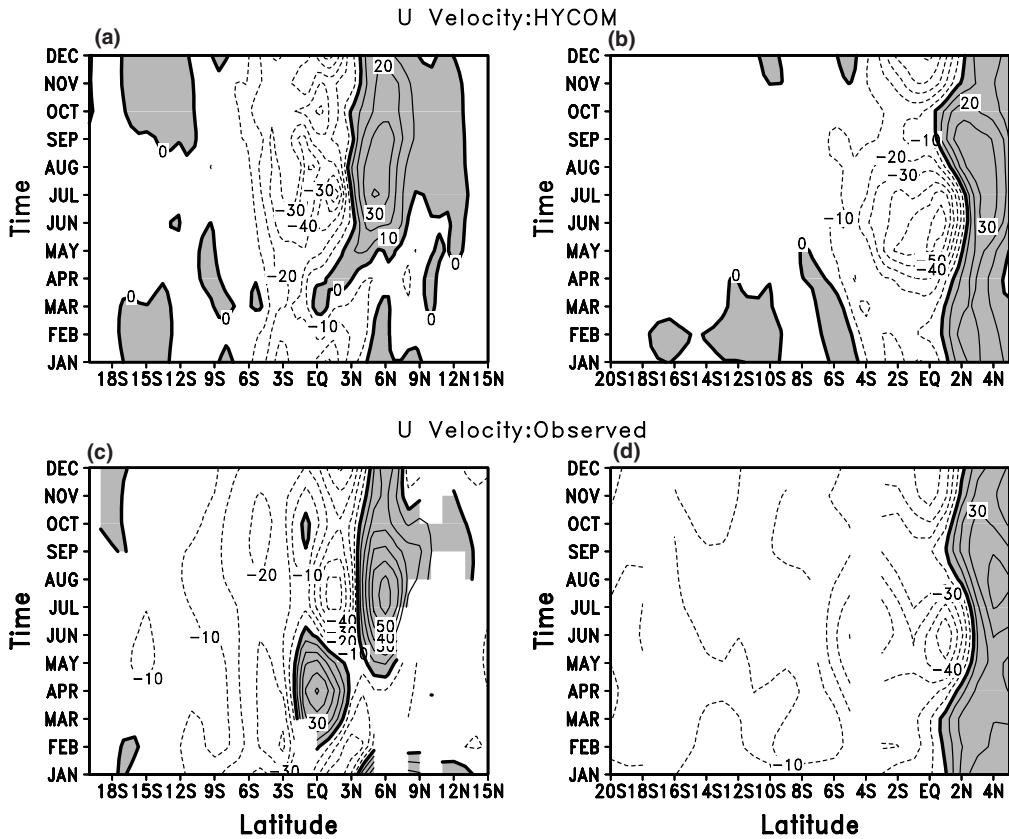 U Velocity:HYCOM
(a)
(b)
DEC
NOV
OCT
SEP
AUG
JUL
JUN
MAY
APR
MAR
FEB
JAN
Time
18S 15S 12S 9S 6S 3S EQ 3N 6N 9N 12N 15N
20
0
-30
-30
-40
30
10
-20
0
0
0
0
0
-10
DEC
NOV
OCT
SEP
AUG
JUL
JUN
MAY
APR
MAR
FEB
JAN
Time
20S 18S 16S 14S 12S 10S 8S 6S 4S 2S EQ 2N 4N
20
-10
-20
-30
-10
30
0
-50
-40
0
U Velocity:Observed
(c)
(d)
DEC
NOV
OCT
SEP
AUG
JUL
JUN
MAY
APR
MAR
FEB
JAN
Time
18S 15S 12S 9S 6S 3S EQ 3N 6N 9N 12N 15N
Latitude
-20
-10
-40
-30
-20
-10
50
40
30
-10
-10
30
-30
DEC
NOV
OCT
SEP
AUG
JUL
JUN
MAY
APR
MAR
FEB
JAN
Time
20S 18S 16S 14S 12S 10S 8S 6S 4S 2S EQ 2N 4N
Latitude
30
-30
-40
-10